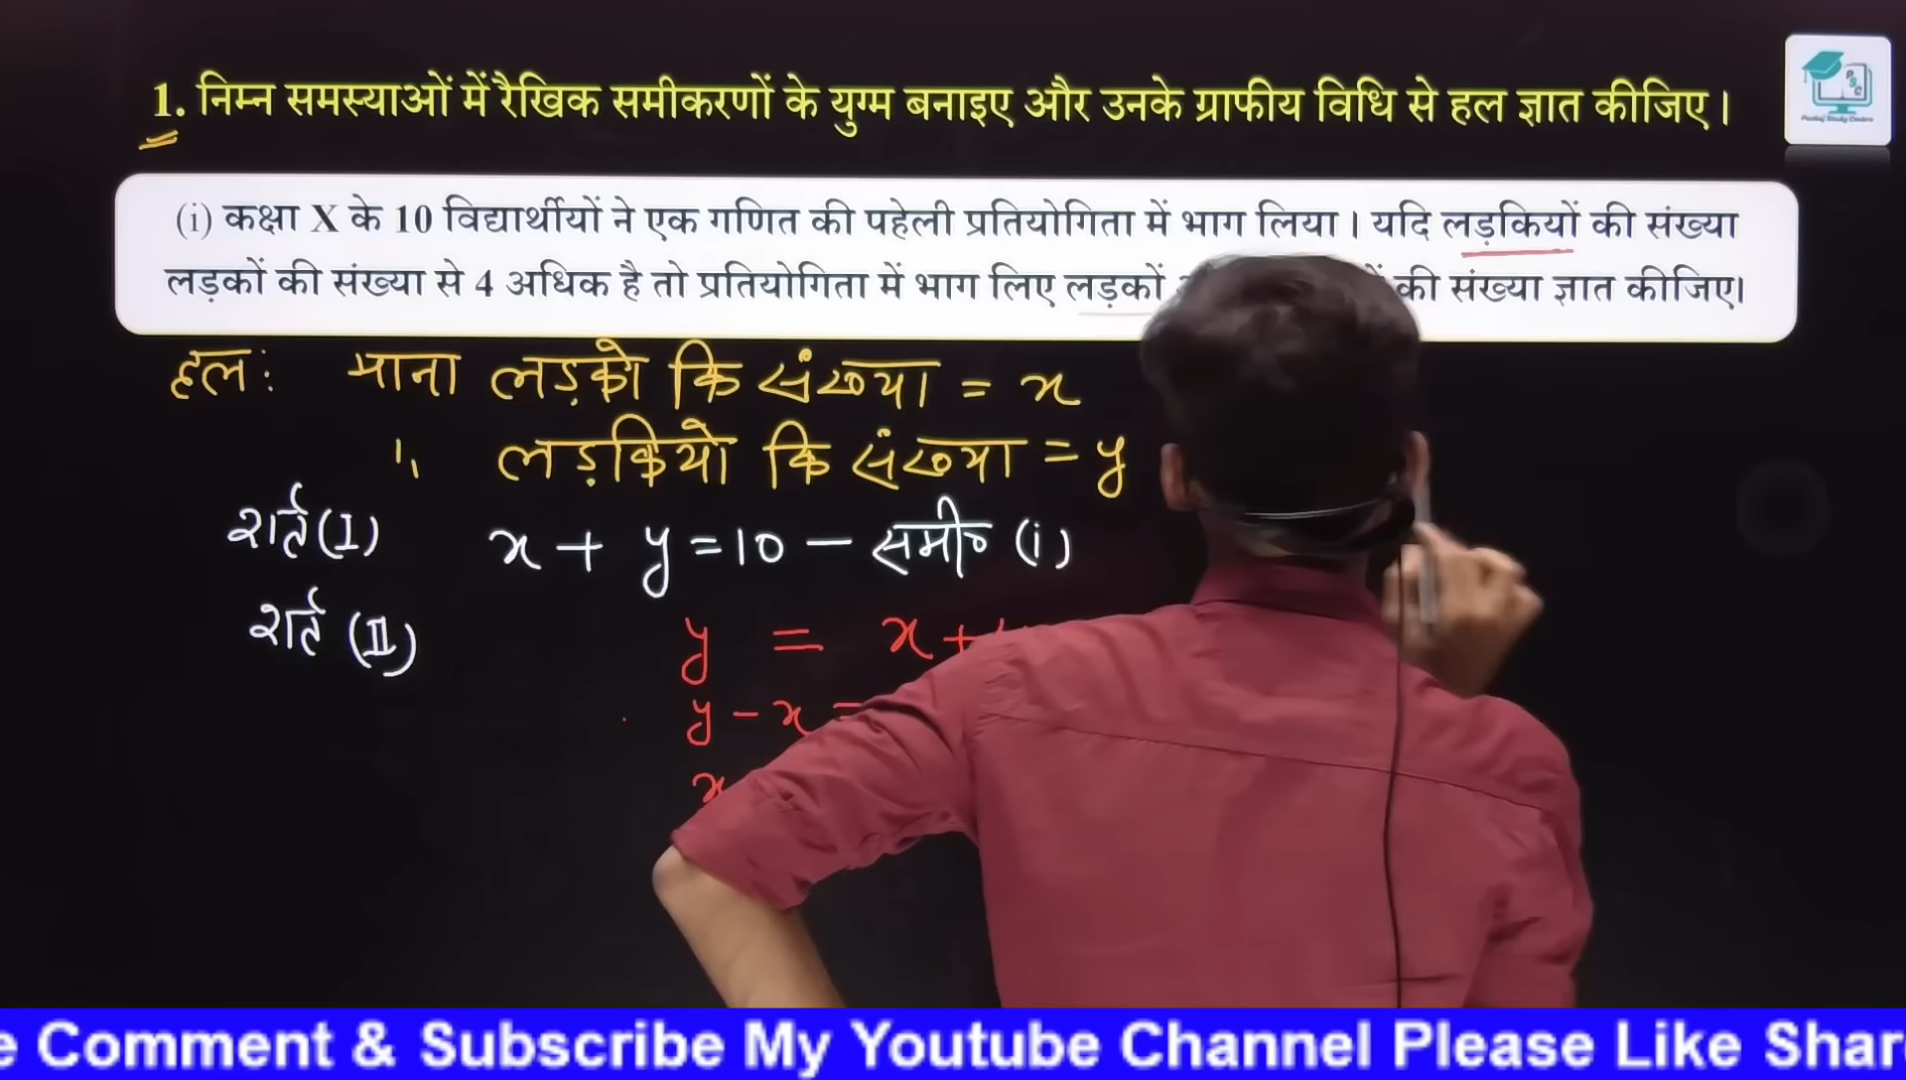 1. निम्न समस्याओं में रैखिक समीकरणों के युग्म बनाइए और उनके ग्राफीय विधि से हल ज्ञात कीजिए।
(i) कक्षा X के 10 विद्यार्थीयों ने एक गणित की पहेली प्रतियोगिता में भाग लिया। यदि लड़कियों की संख्या
लड़कों की संख्या से 4 अधिक है तो प्रतियोगिता में भाग लिए लड़कों की संख्या ज्ञात कीजिए।
हल: माना लड़को कि संख्या = x
" लड़कियो कि संख्या = y
शर्त (I) x + y = 10 — समी० (i)
शर्त (II) y = x +
y - x =
x
e Comment & Subscribe My Youtube Channel Please Like Shar